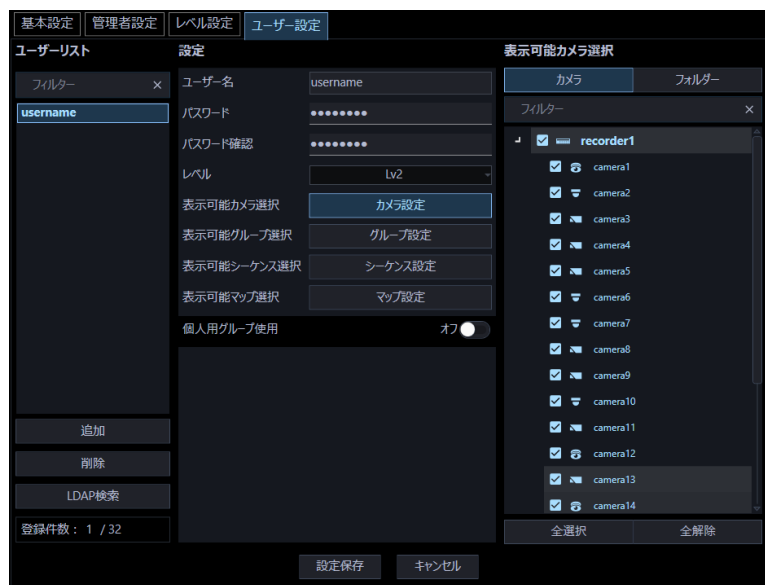 基本設定 管理者設定 レベル設定 ユーザー設定
ユーザーリスト
フィルター ×
username
追加
削除
LDAP検索
登録件数： 1 / 32
設定
ユーザー名 username
パスワード ●●●●●●●●
パスワード確認 ●●●●●●●●
レベル Lv2
表示可能カメラ選択 カメラ設定
表示可能グループ選択 グループ設定
表示可能シーケンス選択 シーケンス設定
表示可能マップ選択 マップ設定
個人用グループ使用 オフ
表示可能カメラ選択
カメラ フォルダー
フィルター ×
recorder1
camera1
camera2
camera3
camera4
camera5
camera6
camera7
camera8
camera9
camera10
camera11
camera12
camera13
camera14
全選択 全解除
設定保存 キャンセル